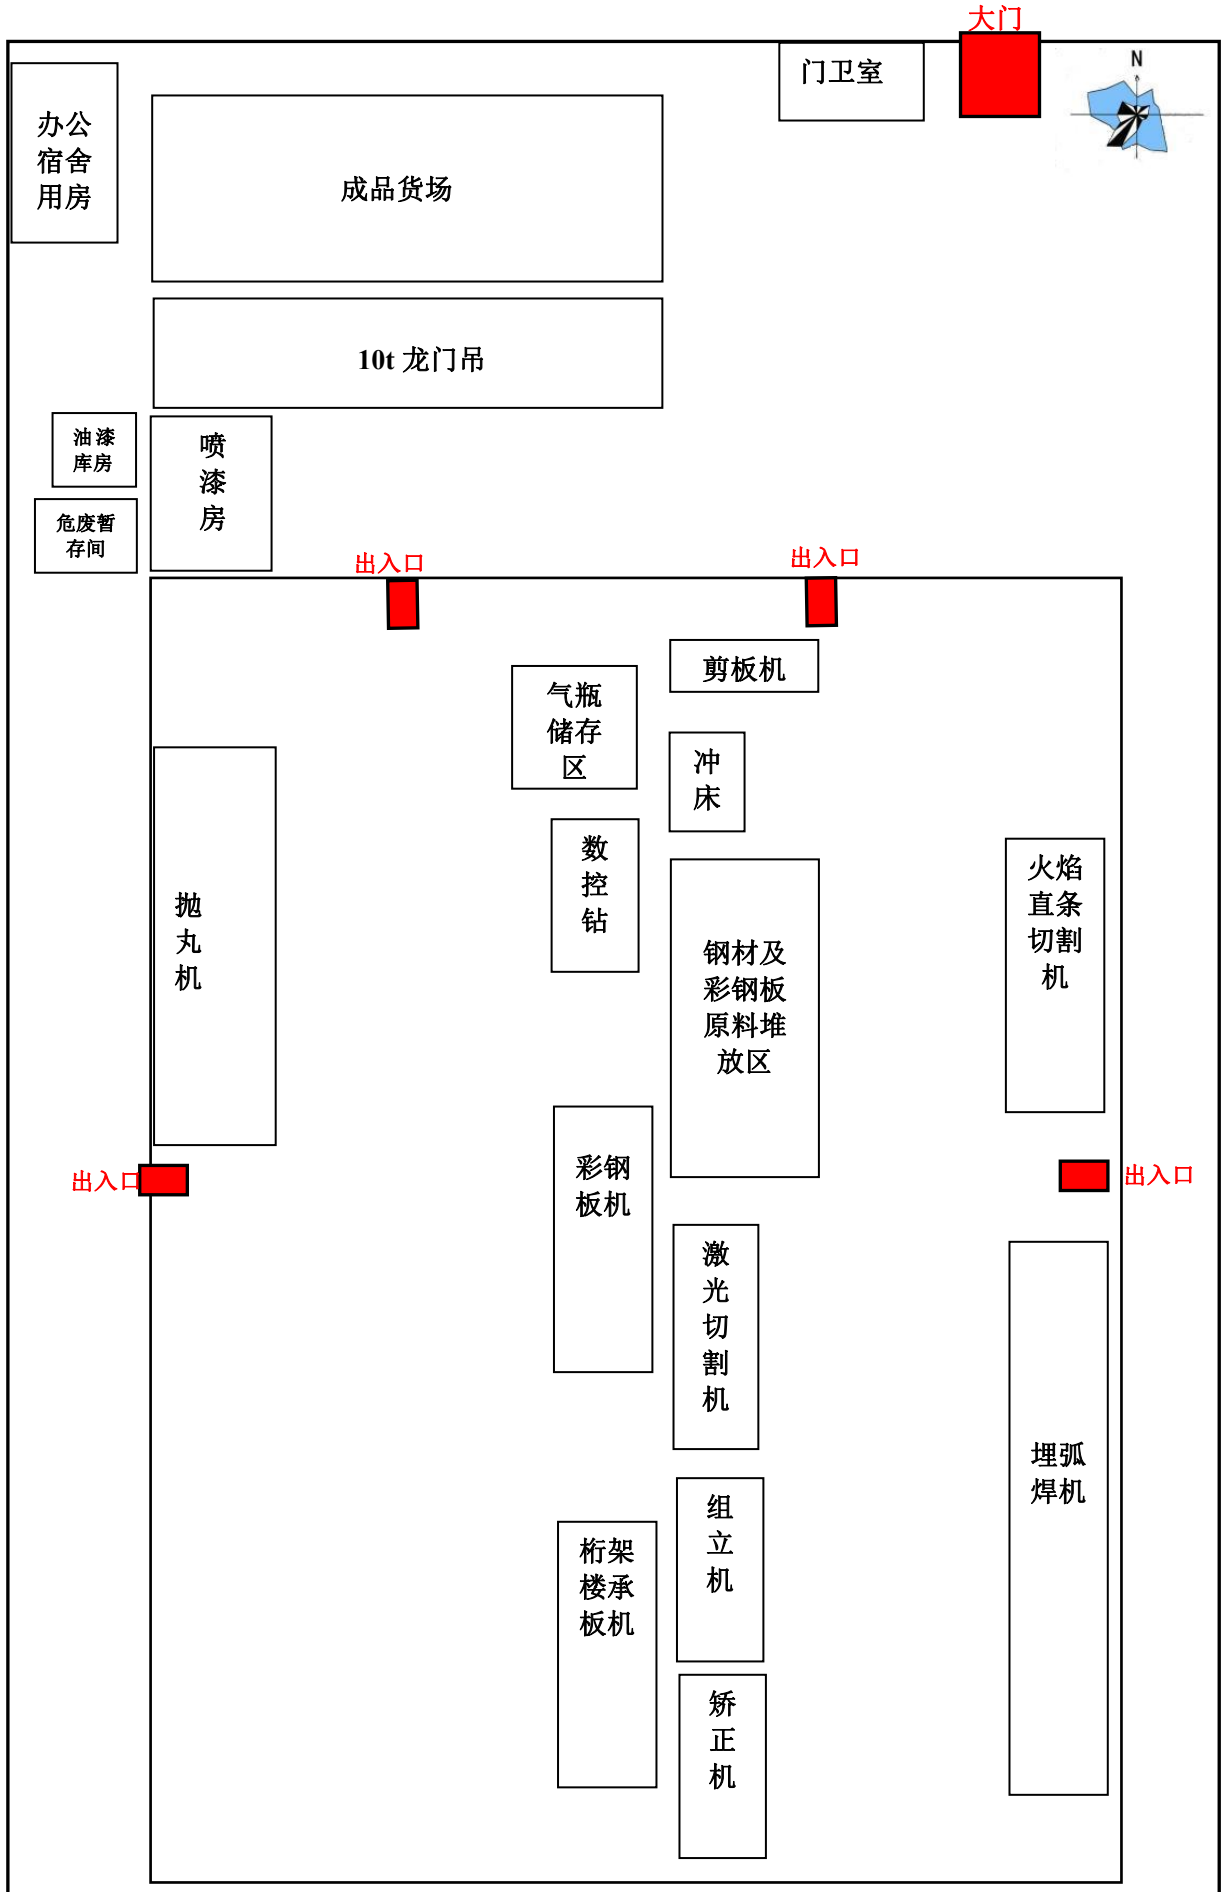 大门
门卫室
N
办公
宿舍
用房
成品货场
10t 龙门吊
油漆
库房
喷
漆
房
危废暂
存间
出入口
出入口
剪板机
气瓶
储存
区
冲
床
数
控
钻
火焰
直条
切割
机
抛
丸
机
钢材及
彩钢板
原料堆
放区
彩钢
板机
出入口
出入口
激
光
切
割
机
埋弧
焊机
组
立
机
桁架
楼承
板机
矫
正
机